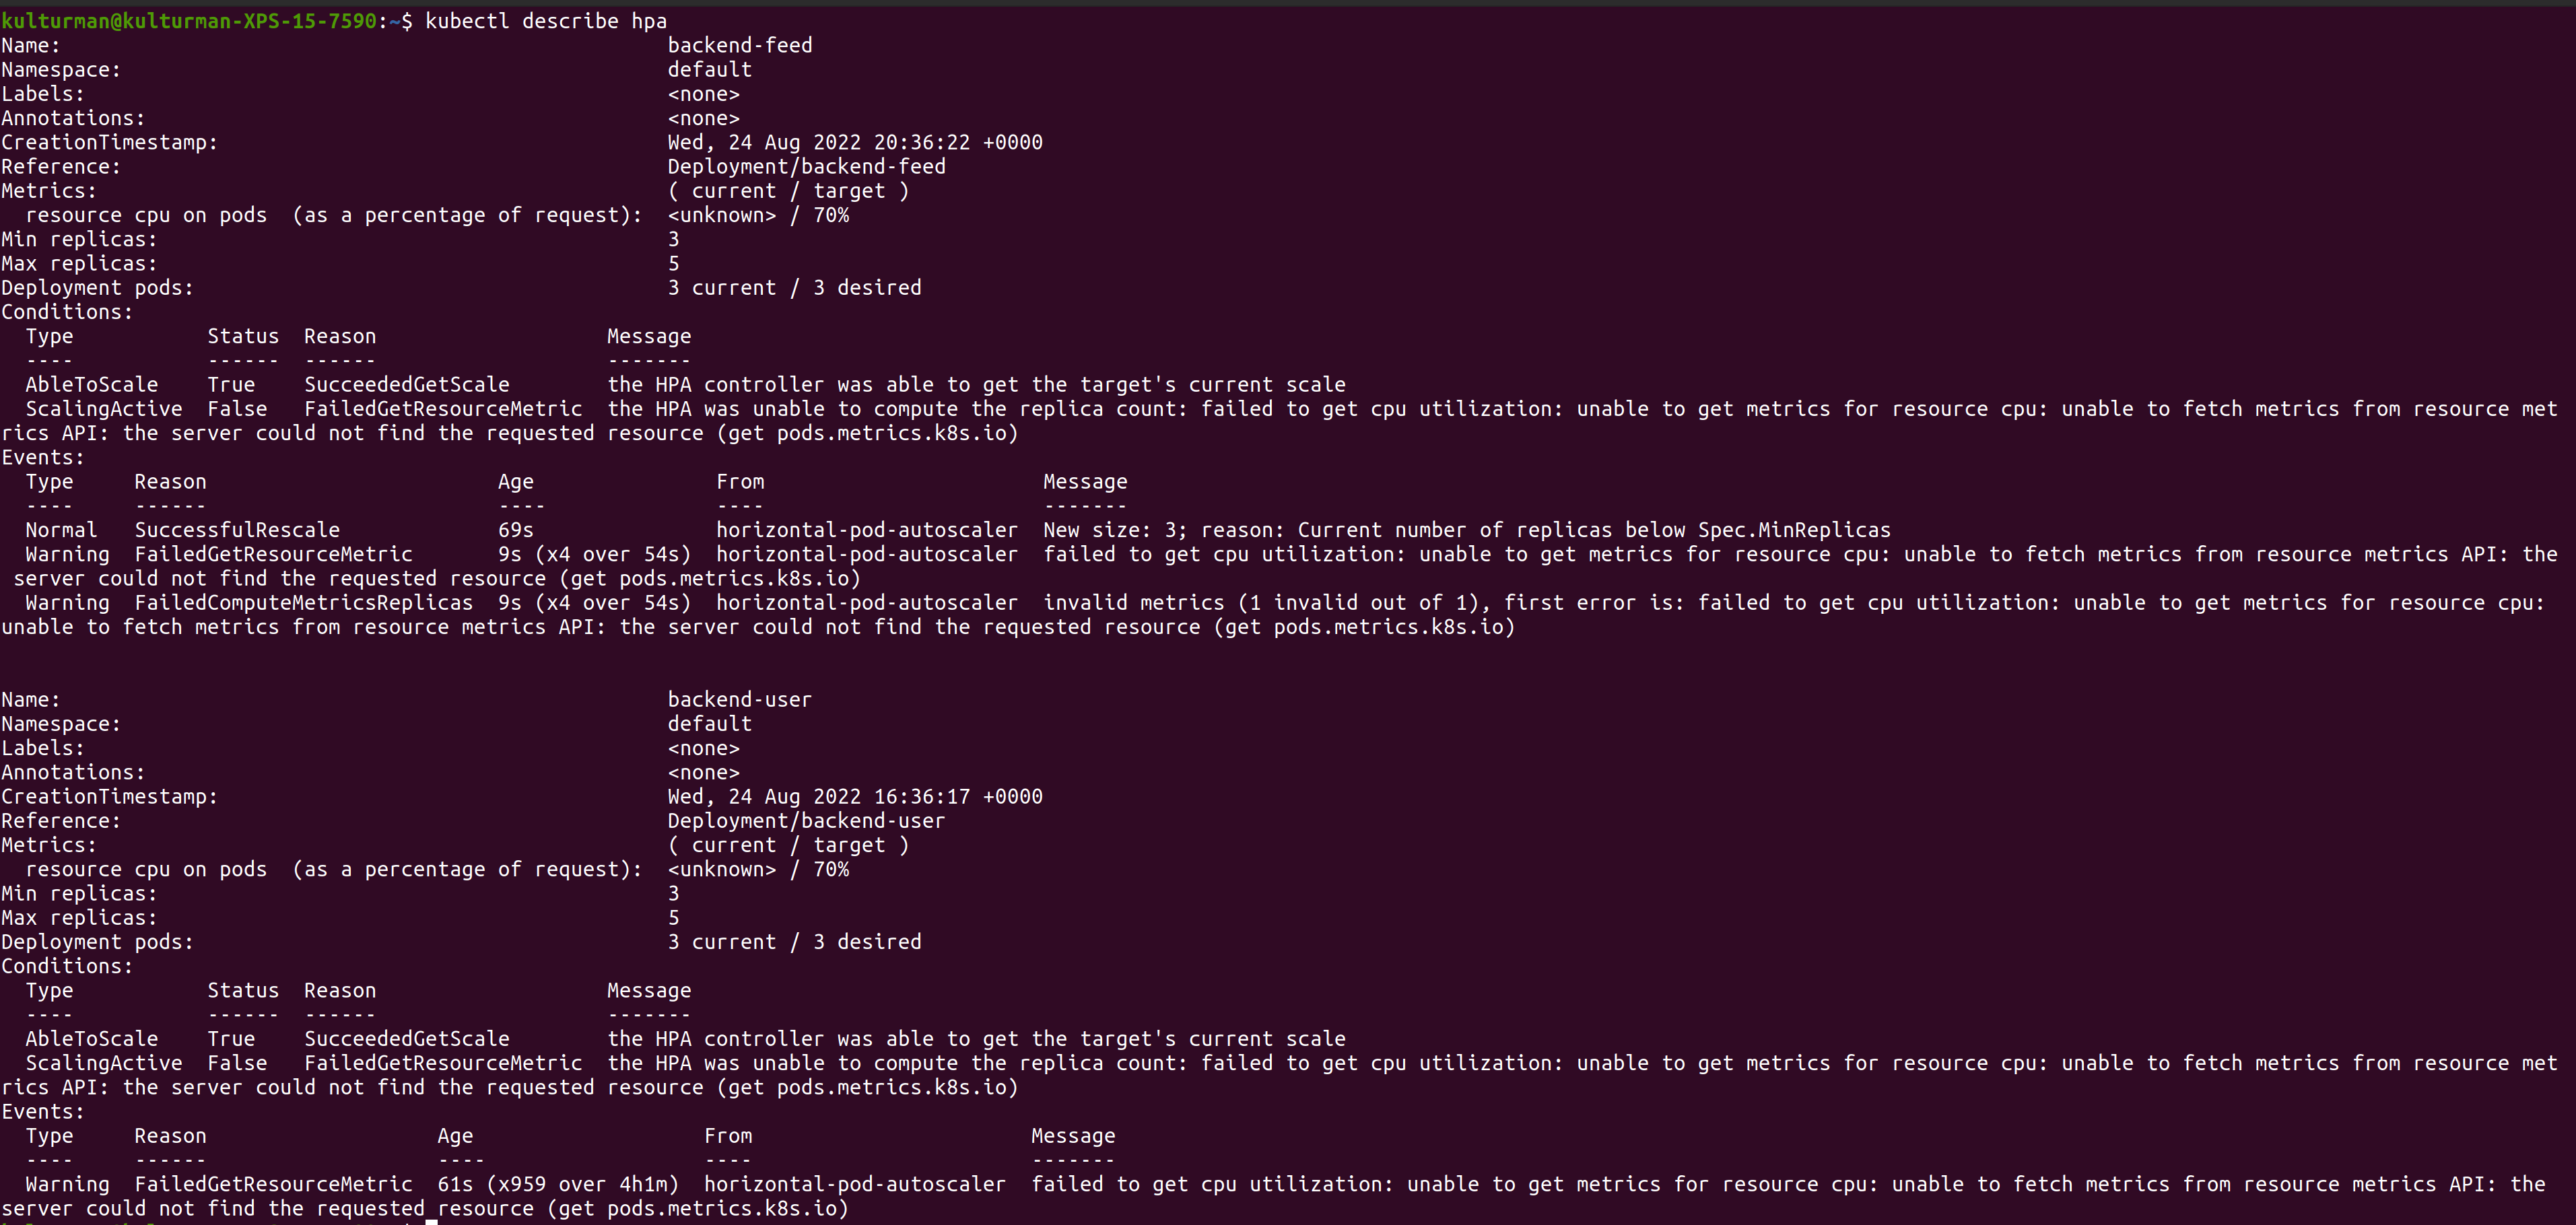 kulturman@kulturman-XPS-15-7590:~$ kubectl describe hpa
Name:                                                  backend-feed
Namespace:                                             default
Labels:                                                <none>
Annotations:                                           <none>
CreationTimestamp:                                     Wed, 24 Aug 2022 20:36:22 +0000
Reference:                                             Deployment/backend-feed
Metrics:                                               ( current / target )
  resource cpu on pods  (as a percentage of request):  <unknown> / 70%
Min replicas:                                          3
Max replicas:                                          5
Deployment pods:                                       3 current / 3 desired
Conditions:
  Type           Status  Reason                   Message
  ----           ------  ------                   -------
  AbleToScale    True    SucceededGetScale        the HPA controller was able to get the target's current scale
  ScalingActive  False   FailedGetResourceMetric  the HPA was unable to compute the replica count: failed to get cpu utilization: unable to get metrics for resource cpu: unable to fetch metrics from resource met
rics API: the server could not find the requested resource (get pods.metrics.k8s.io)
Events:
  Type     Reason                        Age               From                       Message
  ----     ------                        ----              ----                       -------
  Normal   SuccessfulRescale             69s               horizontal-pod-autoscaler  New size: 3; reason: Current number of replicas below Spec.MinReplicas
  Warning  FailedGetResourceMetric       9s (x4 over 54s)  horizontal-pod-autoscaler  failed to get cpu utilization: unable to get metrics for resource cpu: unable to fetch metrics from resource metrics API: the
 server could not find the requested resource (get pods.metrics.k8s.io)
  Warning  FailedComputeMetricsReplicas  9s (x4 over 54s)  horizontal-pod-autoscaler  invalid metrics (1 invalid out of 1), first error is: failed to get cpu utilization: unable to get metrics for resource cpu:
unable to fetch metrics from resource metrics API: the server could not find the requested resource (get pods.metrics.k8s.io)
Name:                                                  backend-user
Namespace:                                             default
Labels:                                                <none>
Annotations:                                           <none>
CreationTimestamp:                                     Wed, 24 Aug 2022 16:36:17 +0000
Reference:                                             Deployment/backend-user
Metrics:                                               ( current / target )
  resource cpu on pods  (as a percentage of request):  <unknown> / 70%
Min replicas:                                          3
Max replicas:                                          5
Deployment pods:                                       3 current / 3 desired
Conditions:
  Type           Status  Reason                   Message
  ----           ------  ------                   -------
  AbleToScale    True    SucceededGetScale        the HPA controller was able to get the target's current scale
  ScalingActive  False   FailedGetResourceMetric  the HPA was unable to compute the replica count: failed to get cpu utilization: unable to get metrics for resource cpu: unable to fetch metrics from resource met
rics API: the server could not find the requested resource (get pods.metrics.k8s.io)
Events:
  Type     Reason                   Age                   From                       Message
  ----     ------                   ----                  ----                       -------
  Warning  FailedGetResourceMetric  61s (x959 over 4h1m)  horizontal-pod-autoscaler  failed to get cpu utilization: unable to get metrics for resource cpu: unable to fetch metrics from resource metrics API: the
server could not find the requested resource (get pods.metrics.k8s.io)